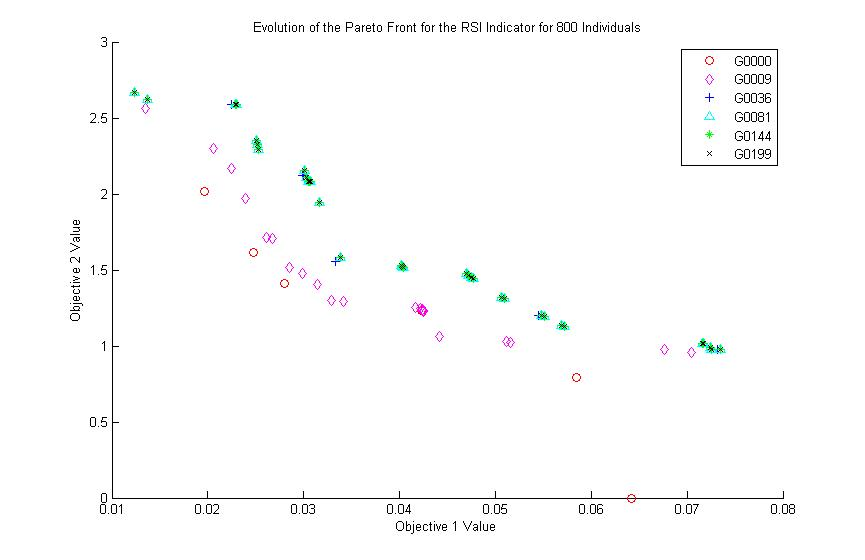 Evolution of the Pareto Front for the RSI Indicator for 800 Individuals
3
2.5
2
1.5
1
0.5
0
Objective 2 Value
G0000
G0009
G0036
G0081
G0144
G0199
0.01 0.02 0.03 0.04 0.05 0.06 0.07 0.08
Objective 1 Value